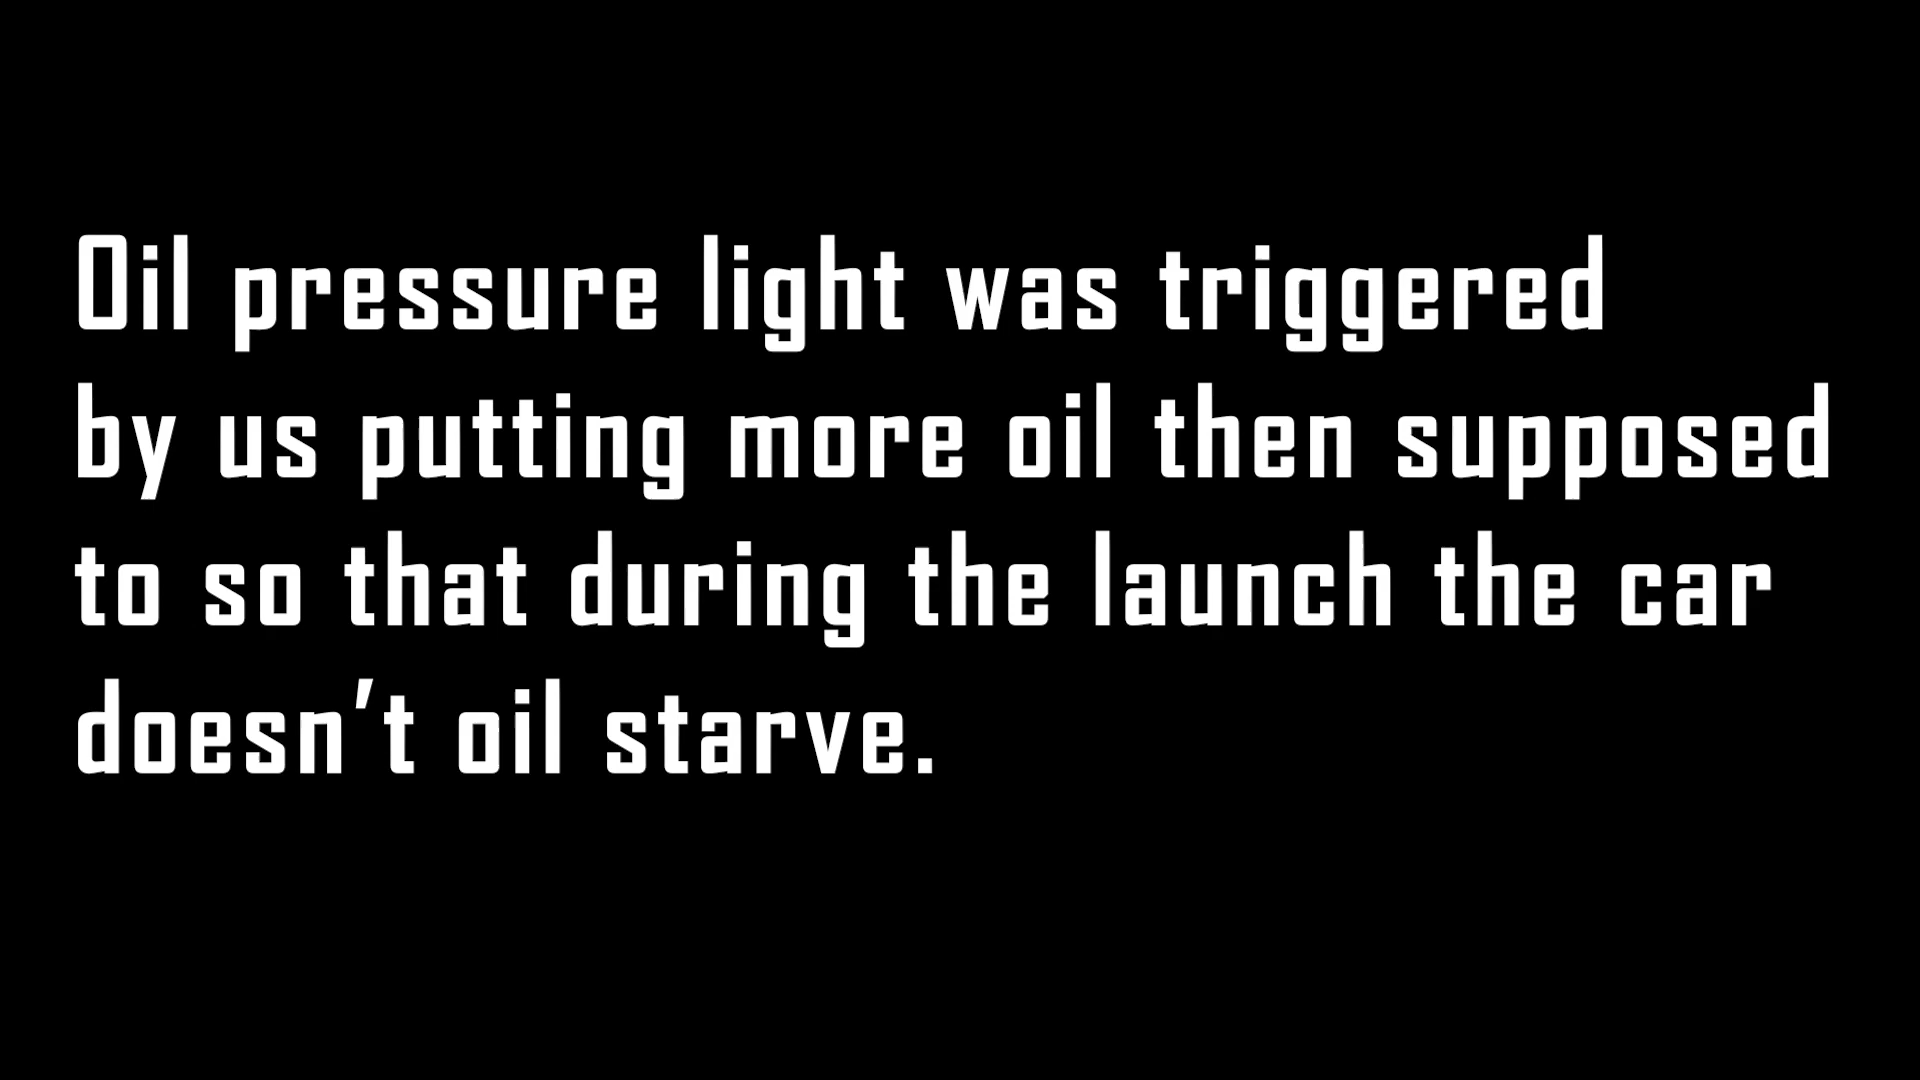 Oil pressure light was triggered
by us putting more oil then supposed
to so that during the launch the car
doesn't oil starve.